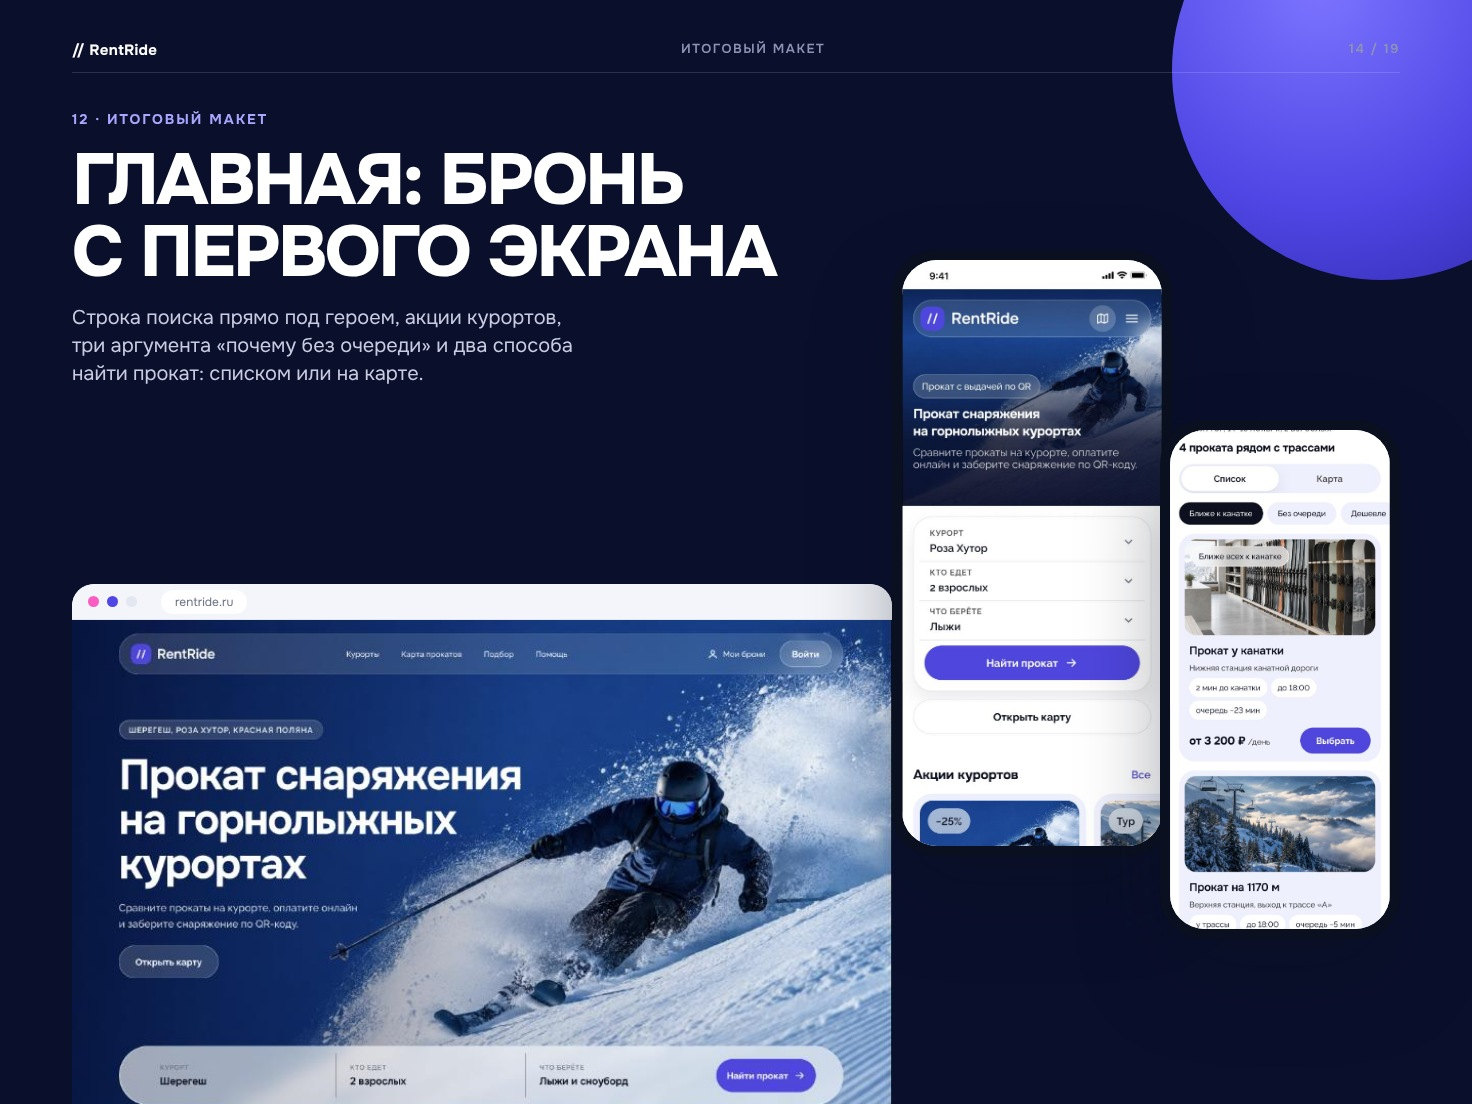 // RentRide
ИТОГОВЫЙ МАКЕТ
14 / 19
12 · ИТОГОВЫЙ МАКЕТ
ГЛАВНАЯ: БРОНЬ
С ПЕРВОГО ЭКРАНА
Строка поиска прямо под героем, акции курортов,
три аргумента «почему без очереди» и два способа
найти прокат: списком или на карте.
rentride.ru
// RentRide
Курорты
Карта прокатов
Подбор
Помощь
Мои брони
Войти
ШЕРЕГЕШ, РОЗА ХУТОР, КРАСНАЯ ПОЛЯНА
Прокат снаряжения
на горнолыжных
курортах
Сравните прокаты на курорте, оплатите онлайн
и заберите снаряжение по QR-коду.
Открыть карту
КУРОРТ
Шерегеш
КТО ЕДЕТ
2 взрослых
ЧТО БЕРЁТЕ
Лыжи и сноуборд
Найти прокат →
9:41
// RentRide
Прокат с выдачей по QR
Прокат снаряжения
на горнолыжных курортах
Сравните прокаты на курорте, оплатите
онлайн и заберите снаряжение по QR-коду.
КУРОРТ
Роза Хутор
КТО ЕДЕТ
2 взрослых
ЧТО БЕРЁТЕ
Лыжи
Найти прокат →
Открыть карту
Акции курортов
Все
-25%
Тур
4 проката рядом с трассами
Список
Карта
Ближе к канатке
Без очереди
Дешевле
Ближе всех к канатке
Прокат у канатки
Нижняя станция канатной дороги
2 мин до канатки
до 18:00
очередь ~23 мин
от 3 200 ₽ /день
Выбрать
Прокат на 1170 м
Верхняя станция, выход к трассе «А»
у трассы
до 18:00
очередь ~5 мин